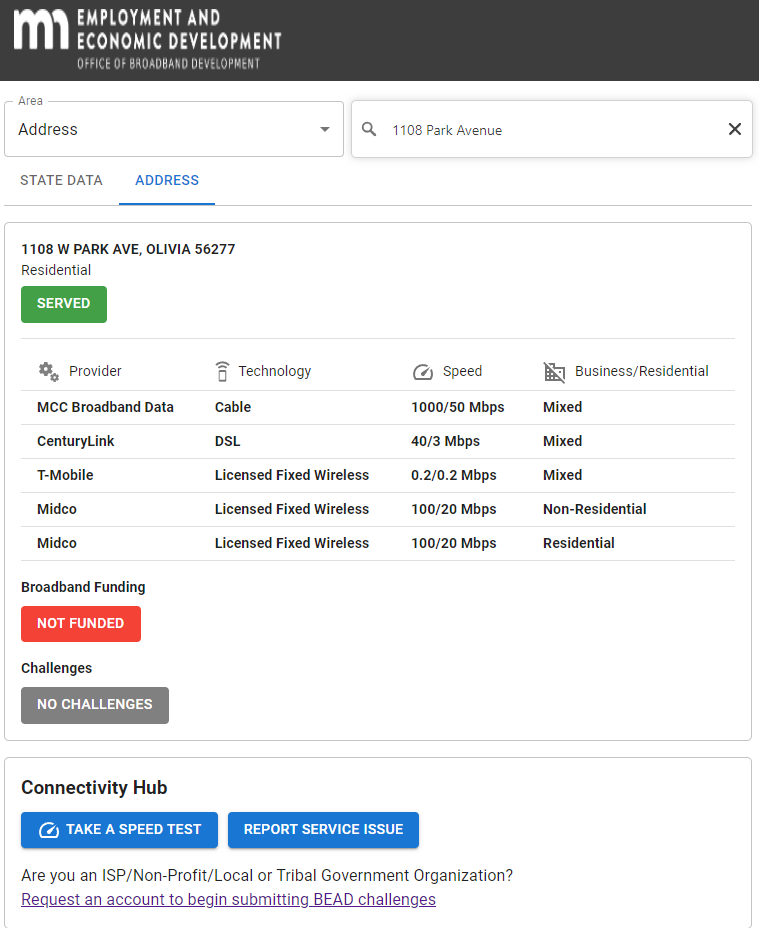 EMPLOYMENT AND
ECONOMIC DEVELOPMENT
OFFICE OF BROADBAND DEVELOPMENT
Area
Address
1108 Park Avenue
STATE DATA ADDRESS
1108 W PARK AVE, OLIVIA 56277
Residential
SERVED
Provider Technology Speed Business/Residential
MCC Broadband Data Cable 1000/50 Mbps Mixed
CenturyLink DSL 40/3 Mbps Mixed
T-Mobile Licensed Fixed Wireless 0.2/0.2 Mbps Mixed
Midco Licensed Fixed Wireless 100/20 Mbps Non-Residential
Midco Licensed Fixed Wireless 100/20 Mbps Residential
Broadband Funding
NOT FUNDED
Challenges
NO CHALLENGES
Connectivity Hub
TAKE A SPEED TEST REPORT SERVICE ISSUE
Are you an ISP/Non-Profit/Local or Tribal Government Organization?
Request an account to begin submitting BEAD challenges